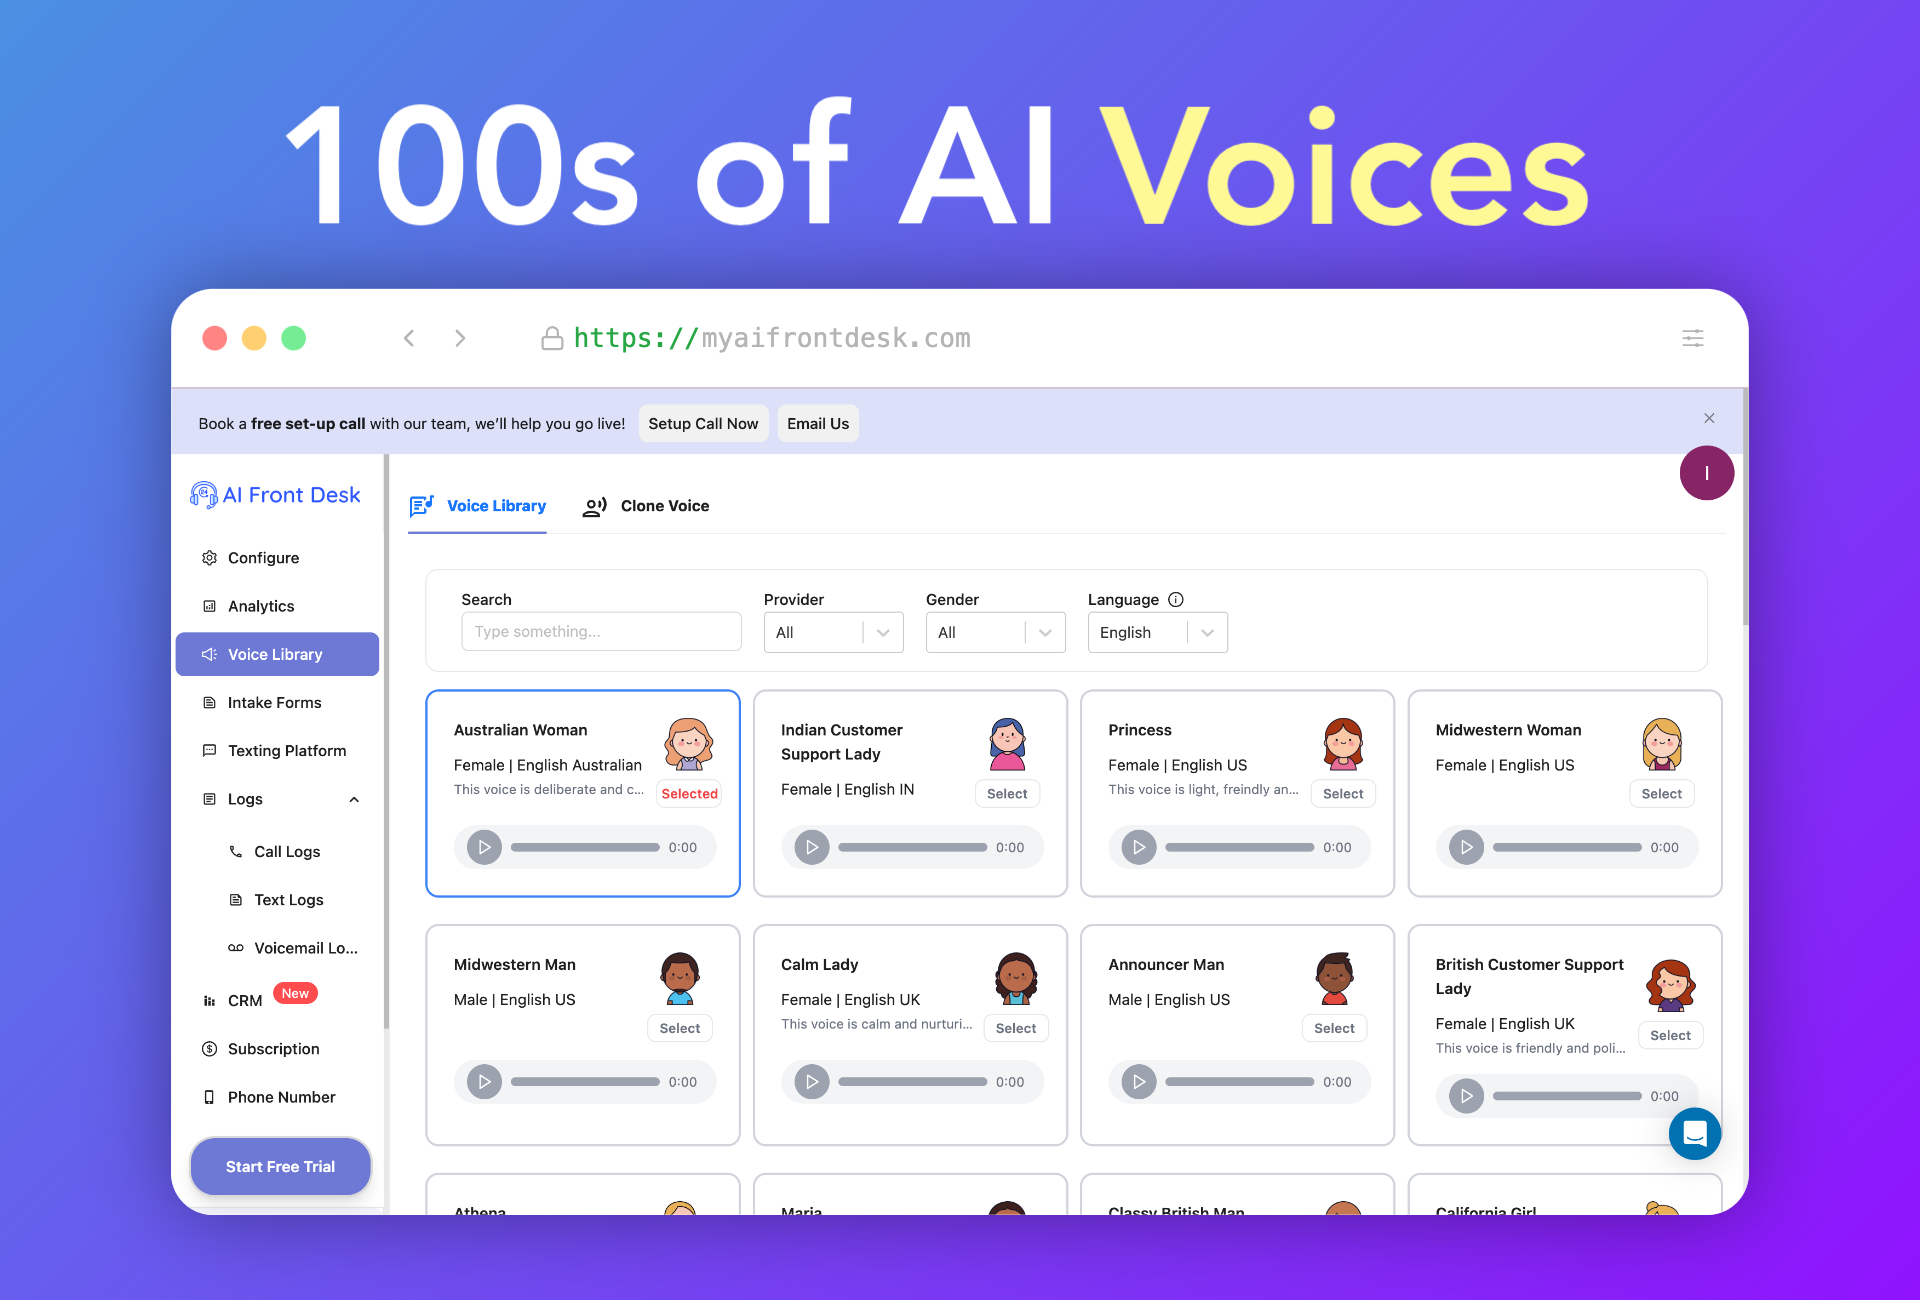 100s of AI Voices
https://myaifrontdesk.com
Book a free set-up call with our team, we'll help you go live!
Setup Call Now
Email Us
I
AI Front Desk
Configure
Analytics
Voice Library
Intake Forms
Texting Platform
Logs
Call Logs
Text Logs
Voicemail Lo...
CRM
New
Subscription
Phone Number
Start Free Trial
Voice Library
Clone Voice
Search
Type something...
Provider
All
Gender
All
Language
English
Australian Woman
Female | English Australian
This voice is deliberate and c...
Selected
0:00
Indian Customer
Support Lady
Female | English IN
Select
0:00
Princess
Female | English US
This voice is light, freindly an...
Select
0:00
Midwestern Woman
Female | English US
Select
0:00
Midwestern Man
Male | English US
Select
0:00
Calm Lady
Female | English UK
This voice is calm and nurturi...
Select
0:00
Announcer Man
Male | English US
Select
0:00
British Customer Support
Lady
Female | English UK
This voice is friendly and poli...
Select
0:00
Athena
Maria
Classy British Man
California Girl